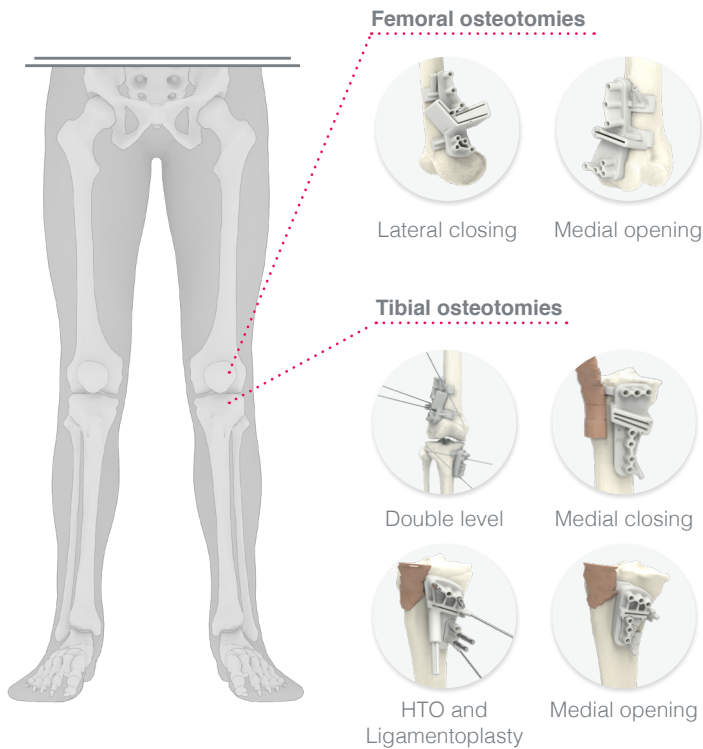 Femoral osteotomies
Lateral closing
Medial opening
Tibial osteotomies
Double level
Medial closing
HTO and
Ligamentoplasty
Medial opening